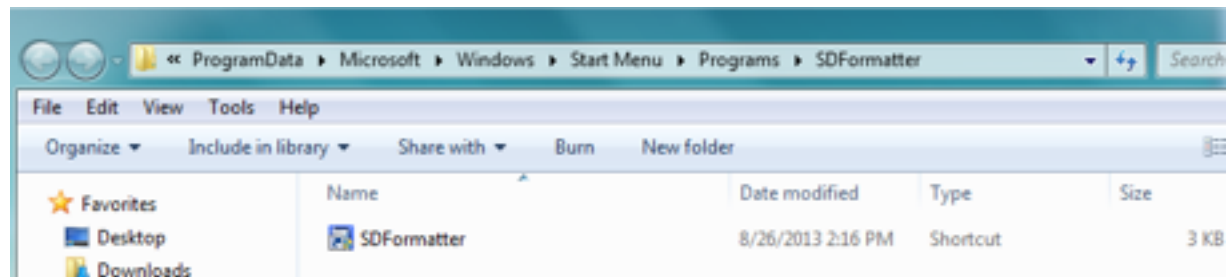 « ProgramData ▸ Microsoft ▸ Windows ▸ Start Menu ▸ Programs ▸ SDFormatter Search
File Edit View Tools Help
Organize Include in library Share with Burn New folder
Name Date modified Type Size
Favorites
SDFormatter 8/26/2013 2:16 PM Shortcut 3 KB
Desktop
Downloads